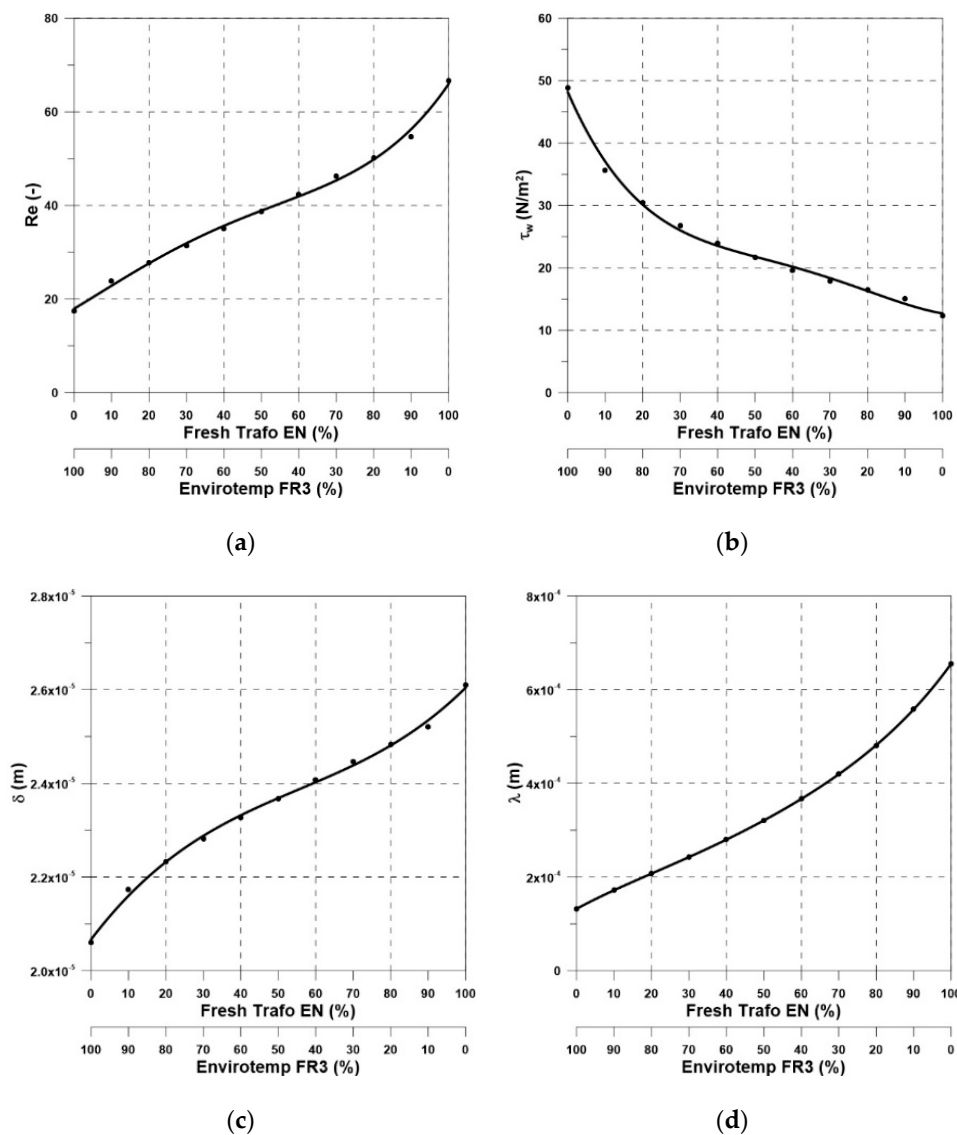 80
60
40
20
0
Re (-)
0 10 20 30 40 50 60 70 80 90 100
Fresh Trafo EN (%)
100 90 80 70 60 50 40 30 20 10 0
Envirotemp FR3 (%)
(a)
60
50
40
30
20
10
0
τw (N/m²)
0 10 20 30 40 50 60 70 80 90 100
Fresh Trafo EN (%)
100 90 80 70 60 50 40 30 20 10 0
Envirotemp FR3 (%)
(b)
2.8x10⁻⁵
2.6x10⁻⁵
2.4x10⁻⁵
2.2x10⁻⁵
2.0x10⁻⁵
δ (m)
0 10 20 30 40 50 60 70 80 90 100
Fresh Trafo EN (%)
100 90 80 70 60 50 40 30 20 10 0
Envirotemp FR3 (%)
(c)
8x10⁻⁴
6x10⁻⁴
4x10⁻⁴
2x10⁻⁴
0
λ (m)
0 10 20 30 40 50 60 70 80 90 100
Fresh Trafo EN (%)
100 90 80 70 60 50 40 30 20 10 0
Envirotemp FR3 (%)
(d)